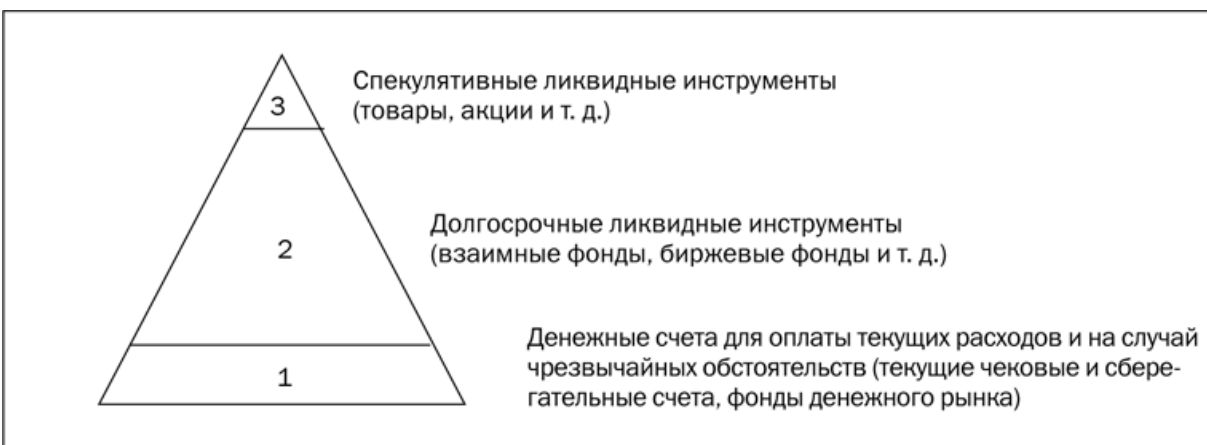 Спекулятивные ликвидные инструменты
3
(товары, акции и т. д.)
Долгосрочные ликвидные инструменты
2
(взаимные фонды, биржевые фонды и т. д.)
Денежные счета для оплаты текущих расходов и на случай
1
чрезвычайных обстоятельств (текущие чековые и сбере-
гательные счета, фонды денежного рынка)